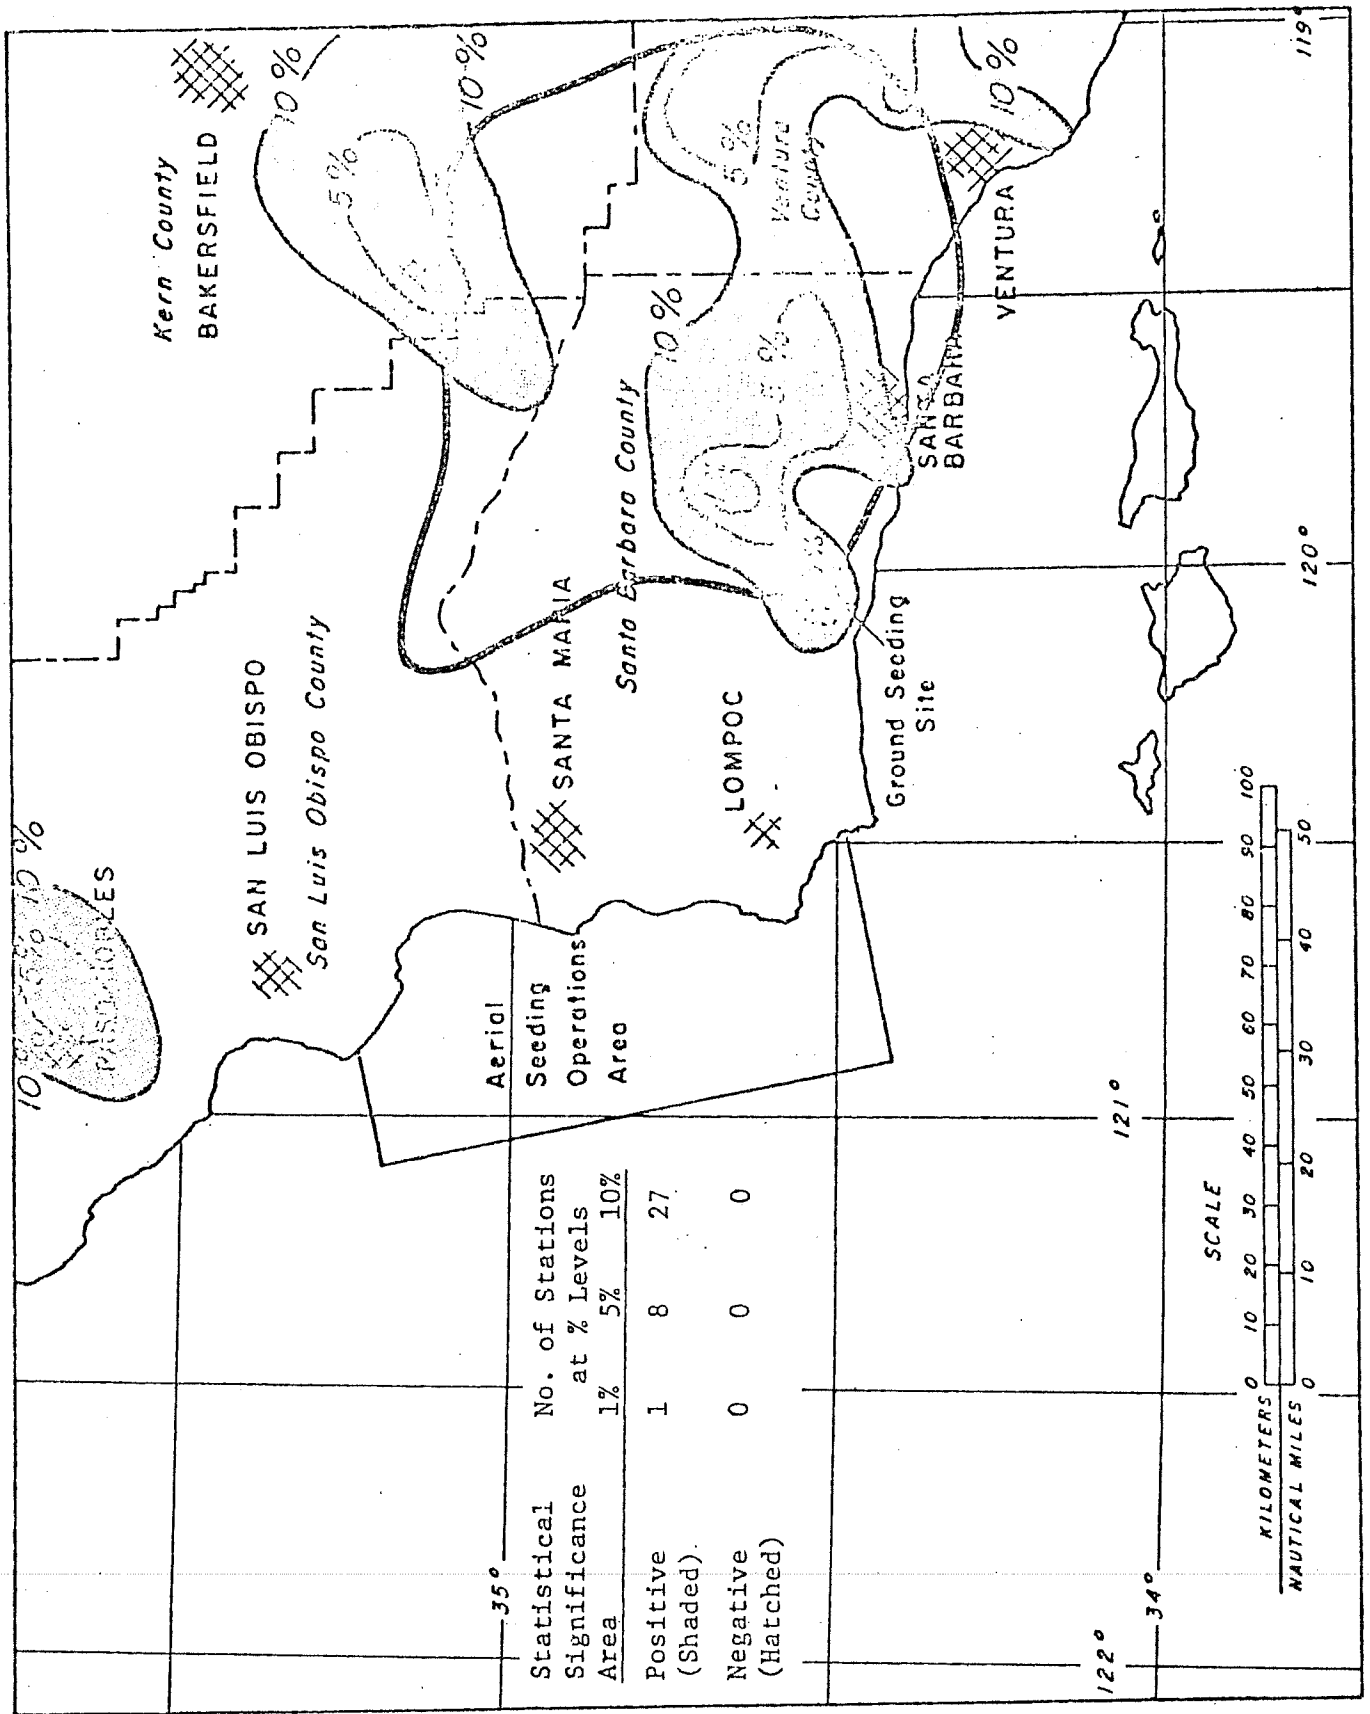 10 %
10 %
5%
PASO ROBLES
SAN LUIS OBISPO
San Luis Obispo County
Kern County
BAKERSFIELD
10 %
5%
10 %
Aerial
Seeding
Operations
Area
SANTA MARIA
Santa Barbara County
LOMPOC
Ground Seeding
Site
10 %
5 %
5 %
Ventura
County
SANTA
BARBARA
VENTURA
10 %
35°
34°
122°
121°
120°
119°
Statistical No. of Stations
Significance at % Levels
Area 1% 5% 10%
Positive 1 8 27
(Shaded).
Negative 0 0 0
(Hatched)
SCALE
KILOMETERS 0 10 20 30 40 50 60 70 80 90 100
NAUTICAL MILES 0 10 20 30 40 50